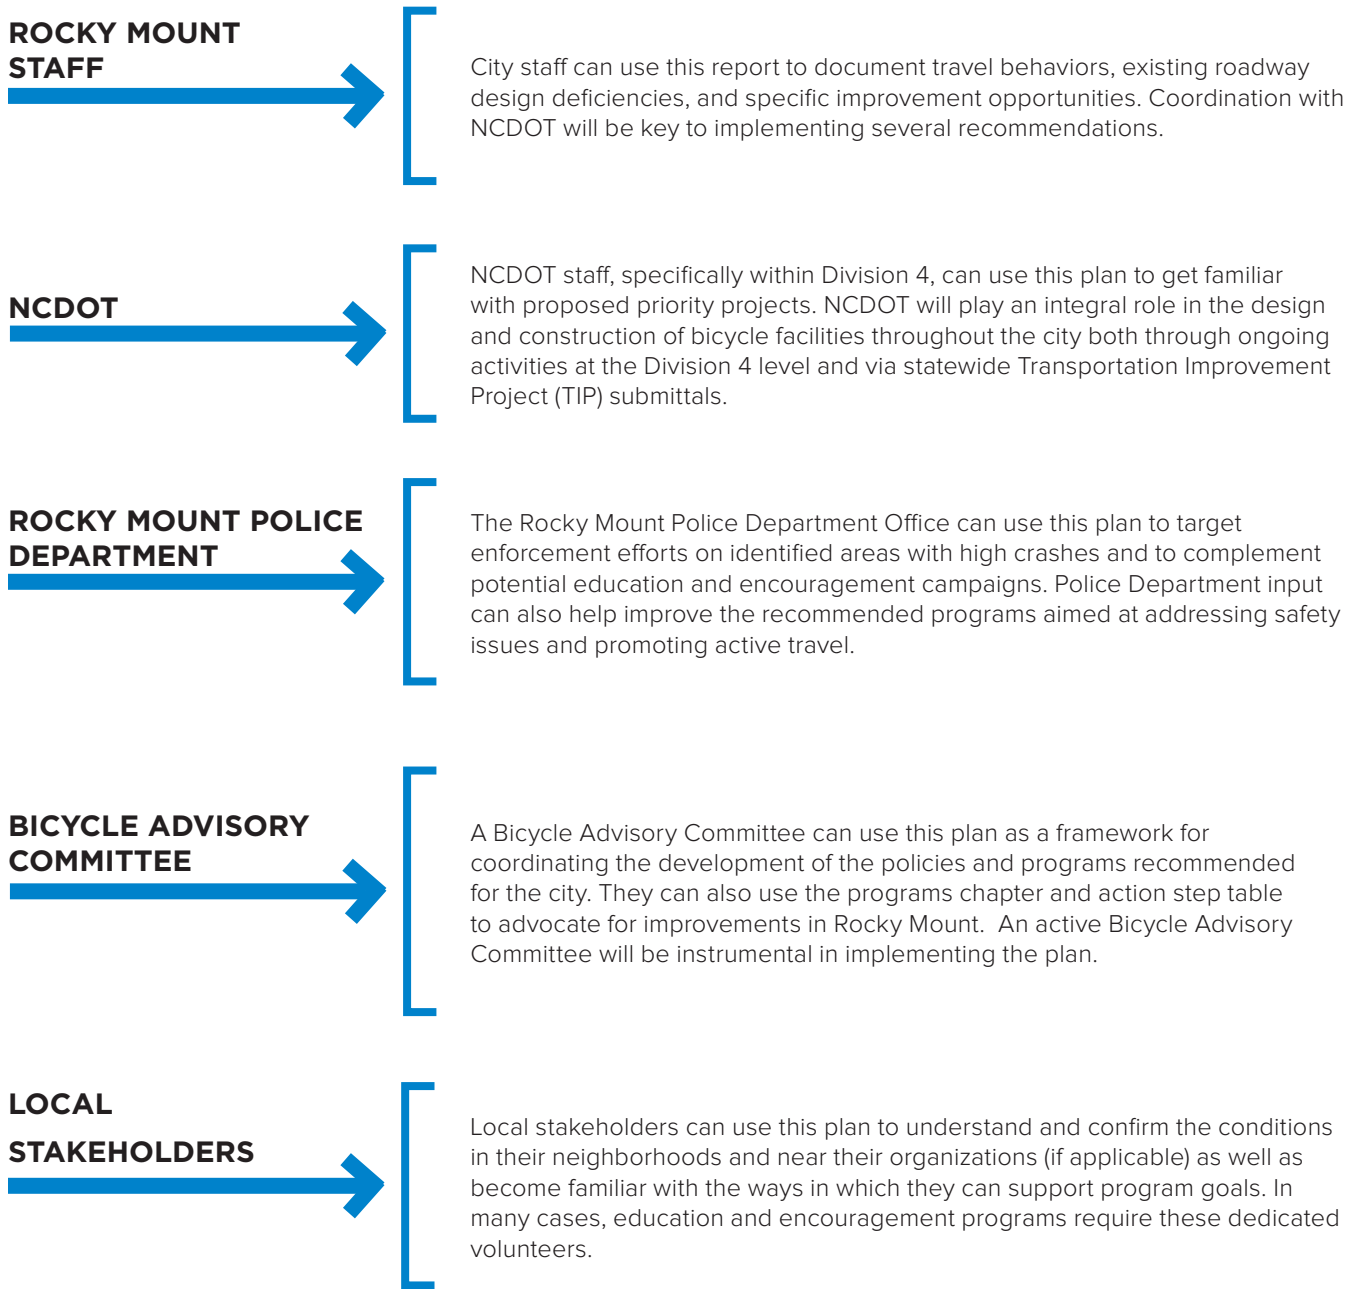 ROCKY MOUNT
STAFF
City staff can use this report to document travel behaviors, existing roadway
design deficiencies, and specific improvement opportunities. Coordination with
NCDOT will be key to implementing several recommendations.
NCDOT
NCDOT staff, specifically within Division 4, can use this plan to get familiar
with proposed priority projects. NCDOT will play an integral role in the design
and construction of bicycle facilities throughout the city both through ongoing
activities at the Division 4 level and via statewide Transportation Improvement
Project (TIP) submittals.
ROCKY MOUNT POLICE
DEPARTMENT
The Rocky Mount Police Department Office can use this plan to target
enforcement efforts on identified areas with high crashes and to complement
potential education and encouragement campaigns. Police Department input
can also help improve the recommended programs aimed at addressing safety
issues and promoting active travel.
BICYCLE ADVISORY
COMMITTEE
A Bicycle Advisory Committee can use this plan as a framework for
coordinating the development of the policies and programs recommended
for the city. They can also use the programs chapter and action step table
to advocate for improvements in Rocky Mount.  An active Bicycle Advisory
Committee will be instrumental in implementing the plan.
LOCAL
STAKEHOLDERS
Local stakeholders can use this plan to understand and confirm the conditions
in their neighborhoods and near their organizations (if applicable) as well as
become familiar with the ways in which they can support program goals. In
many cases, education and encouragement programs require these dedicated
volunteers.